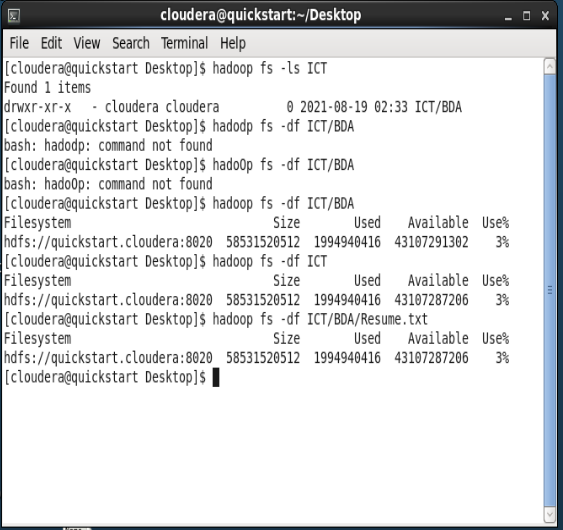 cloudera@quickstart:~/Desktop
File Edit View Search Terminal Help
[cloudera@quickstart Desktop]$ hadoop fs -ls ICT
Found 1 items
drwxr-xr-x   - cloudera cloudera          0 2021-08-19 02:33 ICT/BDA
[cloudera@quickstart Desktop]$ hadodp fs -df ICT/BDA
bash: hadodp: command not found
[cloudera@quickstart Desktop]$ hadoOp fs -df ICT/BDA
bash: hadoOp: command not found
[cloudera@quickstart Desktop]$ hadoop fs -df ICT/BDA
Filesystem                          Size        Used    Available  Use%
hdfs://quickstart.cloudera:8020  58531520512  1994940416  43107291302    3%
[cloudera@quickstart Desktop]$ hadoop fs -df ICT
Filesystem                          Size        Used    Available  Use%
hdfs://quickstart.cloudera:8020  58531520512  1994940416  43107287206    3%
[cloudera@quickstart Desktop]$ hadoop fs -df ICT/BDA/Resume.txt
Filesystem                          Size        Used    Available  Use%
hdfs://quickstart.cloudera:8020  58531520512  1994940416  43107287206    3%
[cloudera@quickstart Desktop]$